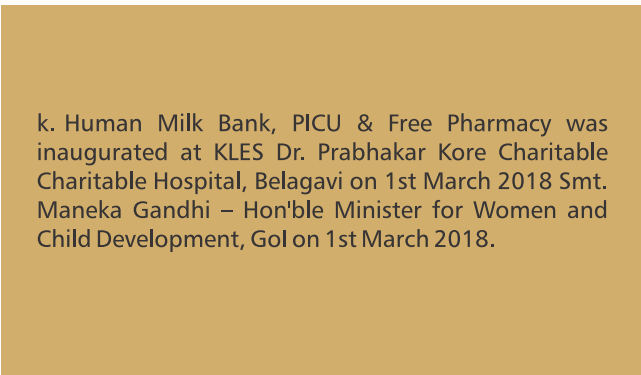 k. Human Milk Bank, PICU & Free Pharmacy was
inaugurated at KLES Dr. Prabhakar Kore Charitable
Charitable Hospital, Belagavi on 1st March 2018 Smt.
Maneka Gandhi – Hon'ble Minister for Women and
Child Development, GoI on 1st March 2018.